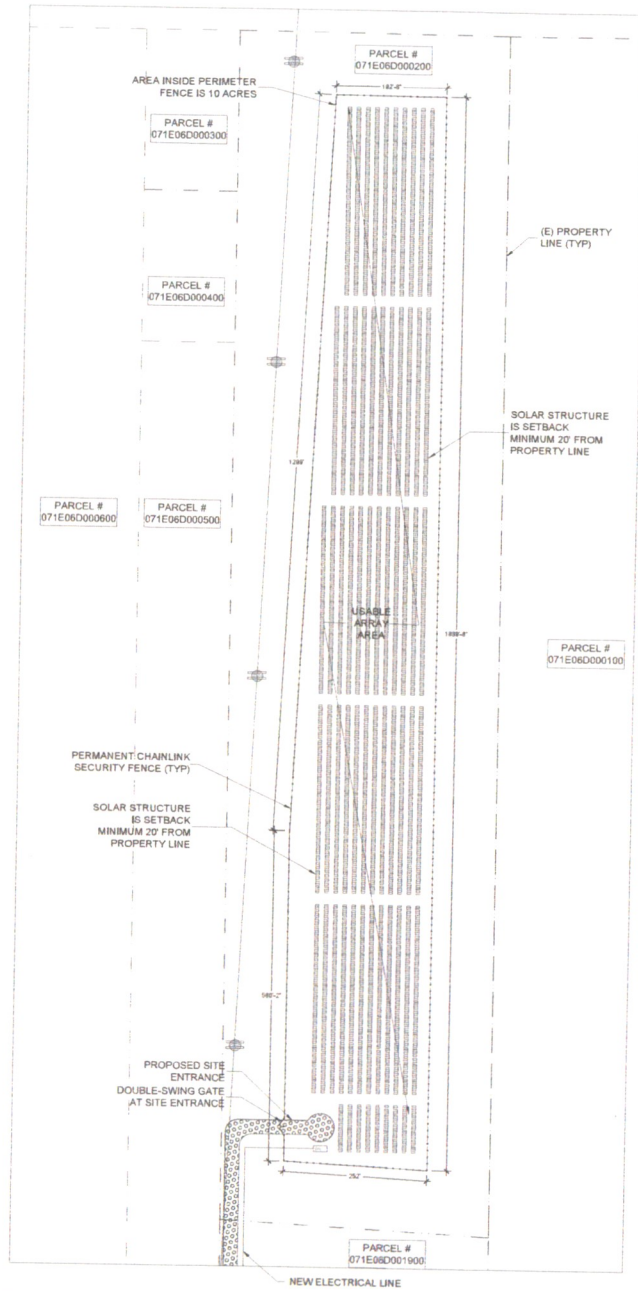 PARCEL #
071E06D000200
182'-8"
AREA INSIDE PERIMETER
FENCE IS 10 ACRES
PARCEL #
071E06D000300
(E) PROPERTY
LINE (TYP)
PARCEL #
071E06D000400
SOLAR STRUCTURE
IS SETBACK
MINIMUM 20' FROM
PROPERTY LINE
PARCEL #
071E06D000600
PARCEL #
071E06D000500
USABLE
ARRAY
AREA
PARCEL #
071E06D000100
PERMANENT CHAINLINK
SECURITY FENCE (TYP)
SOLAR STRUCTURE
IS SETBACK
MINIMUM 20' FROM
PROPERTY LINE
PROPOSED SITE
ENTRANCE
DOUBLE-SWING GATE
AT SITE ENTRANCE
252'
PARCEL #
071E06D001900
NEW ELECTRICAL LINE